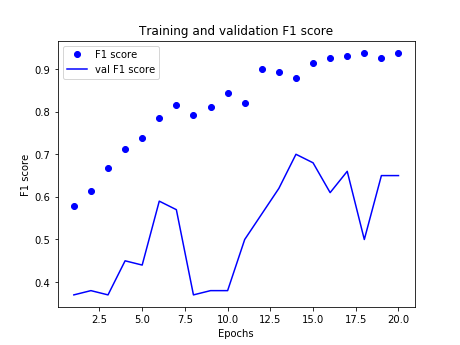 Training and validation F1 score
F1 score
val F1 score
F1 score
0.9
0.8
0.7
0.6
0.5
0.4
2.5 5.0 7.5 10.0 12.5 15.0 17.5 20.0
Epochs